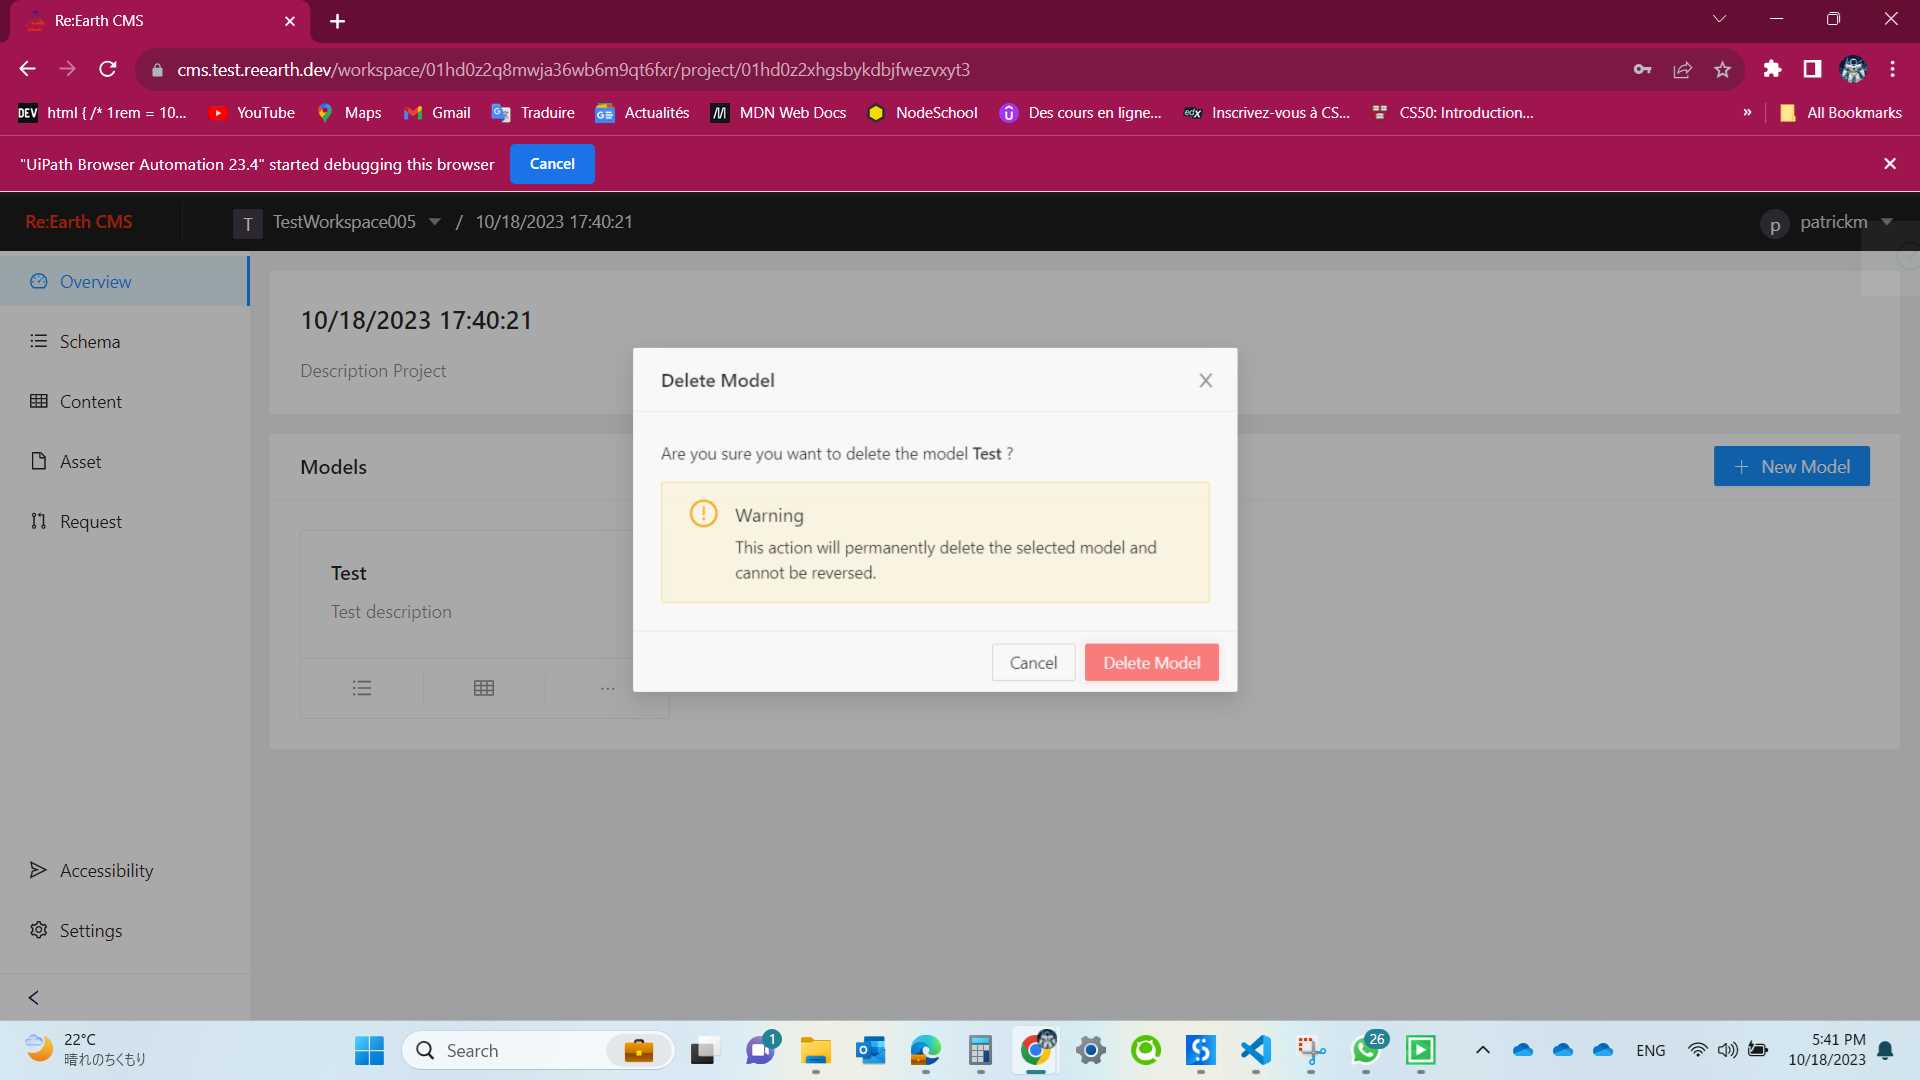 Re:Earth CMS
cms.test.reearth.dev/workspace/01hd0z2q8mwja36wb6m9qt6fxr/project/01hd0z2xhgsbykdbjfwezvxyt3
DEV html { /* 1rem = 10... YouTube Maps Gmail Traduire Actualités MDN Web Docs NodeSchool Des cours en ligne... edX Inscrivez-vous à CS... CS50: Introduction... » All Bookmarks
"UiPath Browser Automation 23.4" started debugging this browser Cancel
Re:Earth CMS T TestWorkspace005 / 10/18/2023 17:40:21 p patrickm
Overview
Schema
Content
Asset
Request
Accessibility
Settings
10/18/2023 17:40:21
Description Project
Models
+ New Model
Test
Test description
Delete Model
Are you sure you want to delete the model Test ?
Warning
This action will permanently delete the selected model and
cannot be reversed.
Cancel Delete Model
22°C
晴れのちくもり
Search
1
26
ENG
5:41 PM
10/18/2023